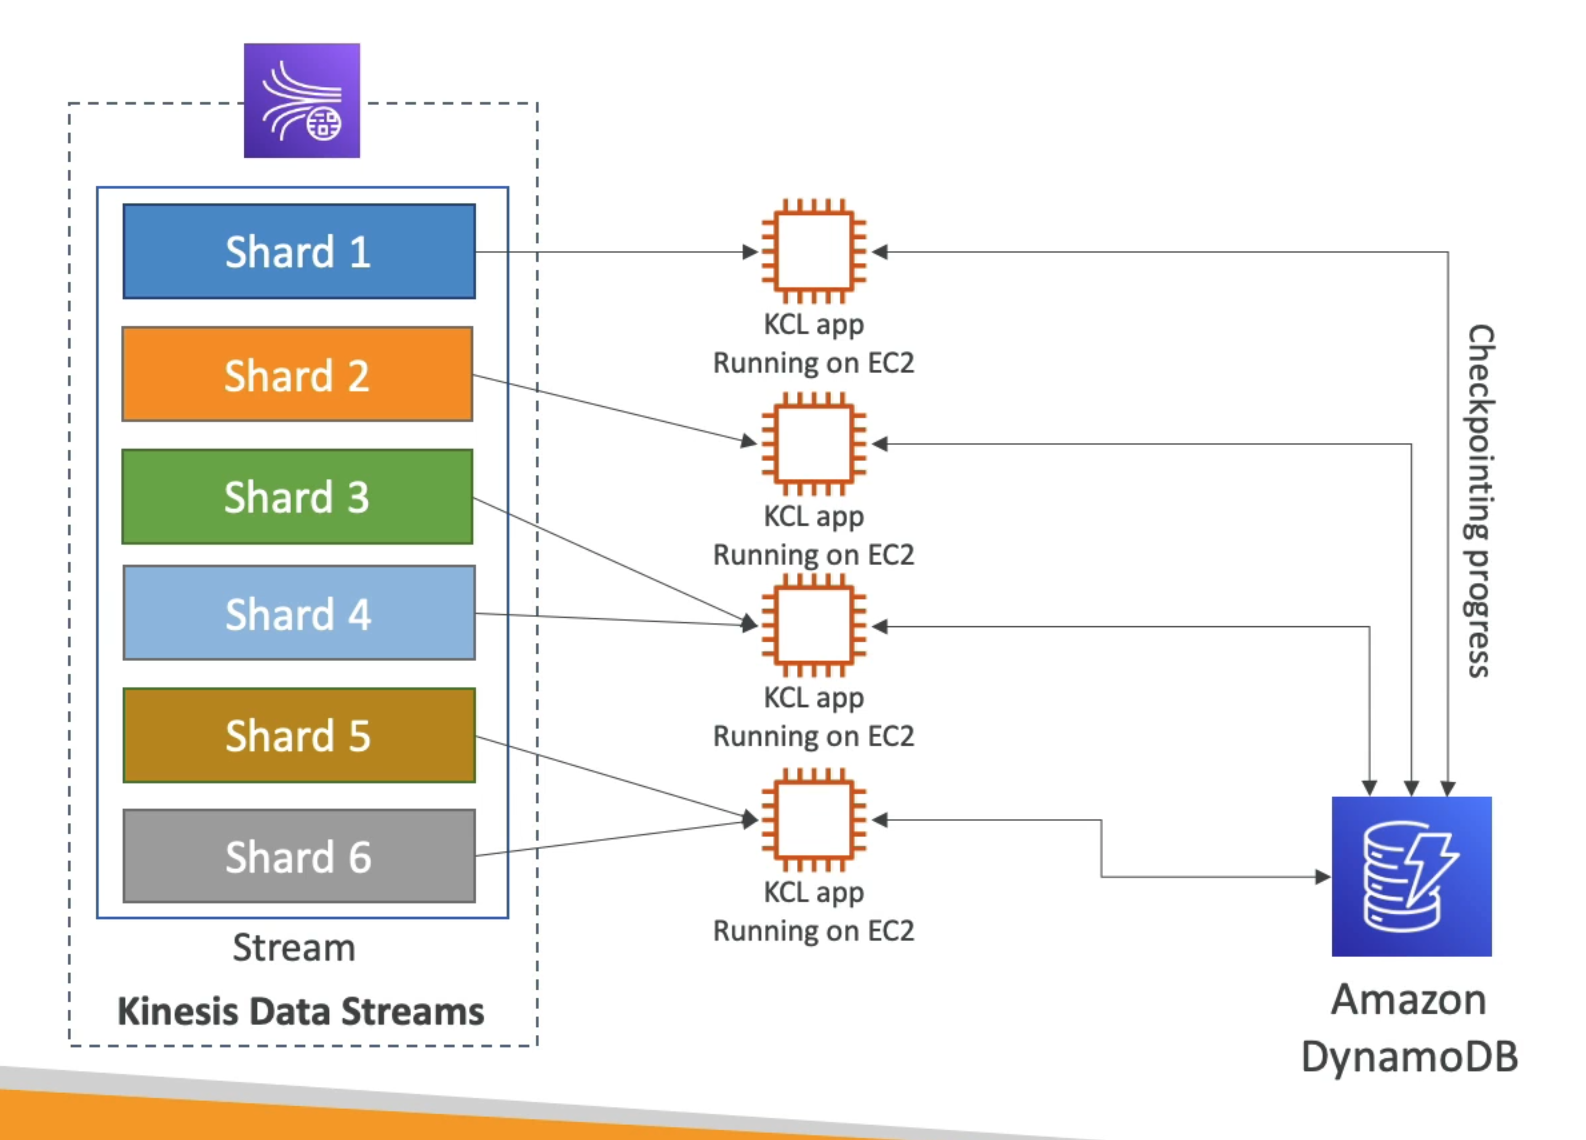 Shard 1
Shard 2
Shard 3
Shard 4
Shard 5
Shard 6
Stream
Kinesis Data Streams
KCL app
Running on EC2
KCL app
Running on EC2
KCL app
Running on EC2
KCL app
Running on EC2
Checkpointing progress
Amazon
DynamoDB